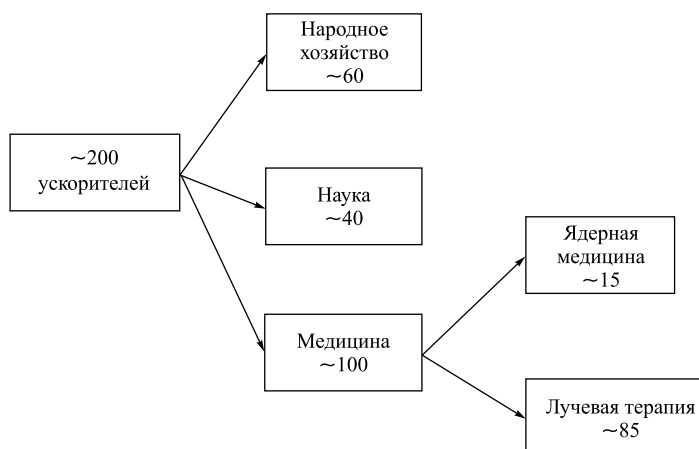 Народное
хозяйство
~60
~200
ускорителей
Наука
~40
Ядерная
медицина
~15
Медицина
~100
Лучевая терапия
~85